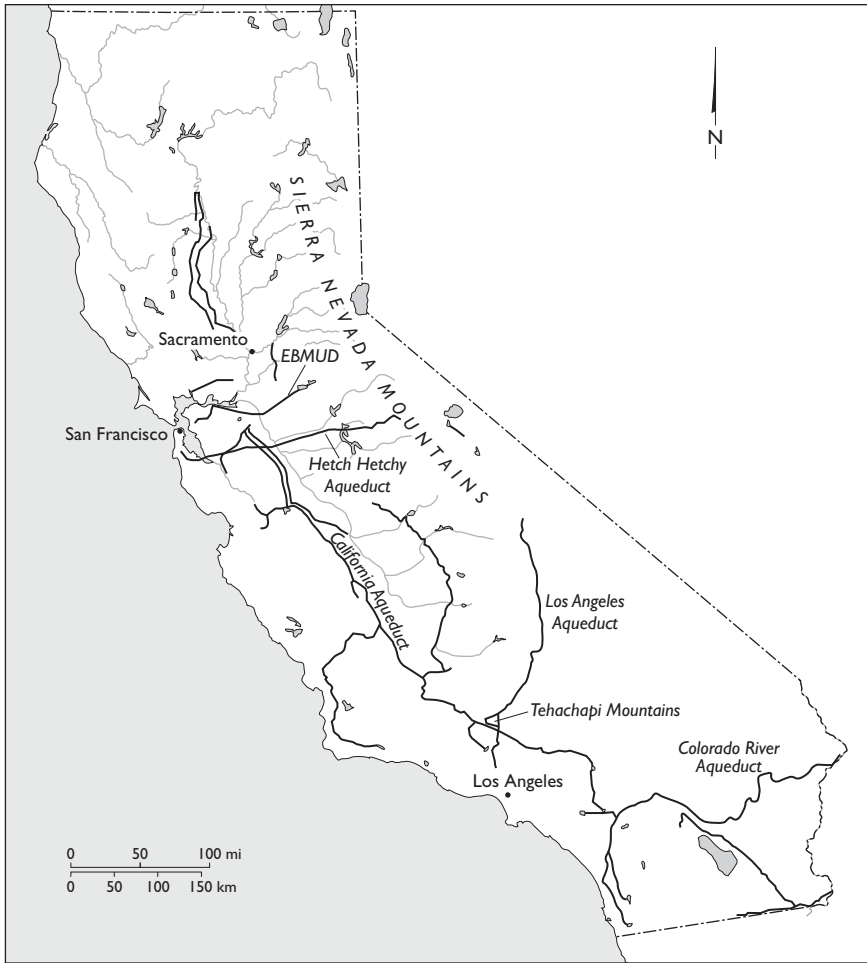 N
SIERRA NEVADA MOUNTAINS
Sacramento
EBMUD
San Francisco
Hetch Hetchy
Aqueduct
California Aqueduct
Los Angeles
Aqueduct
Tehachapi Mountains
Colorado River
Aqueduct
Los Angeles
0 50 100 mi
0 50 100 150 km